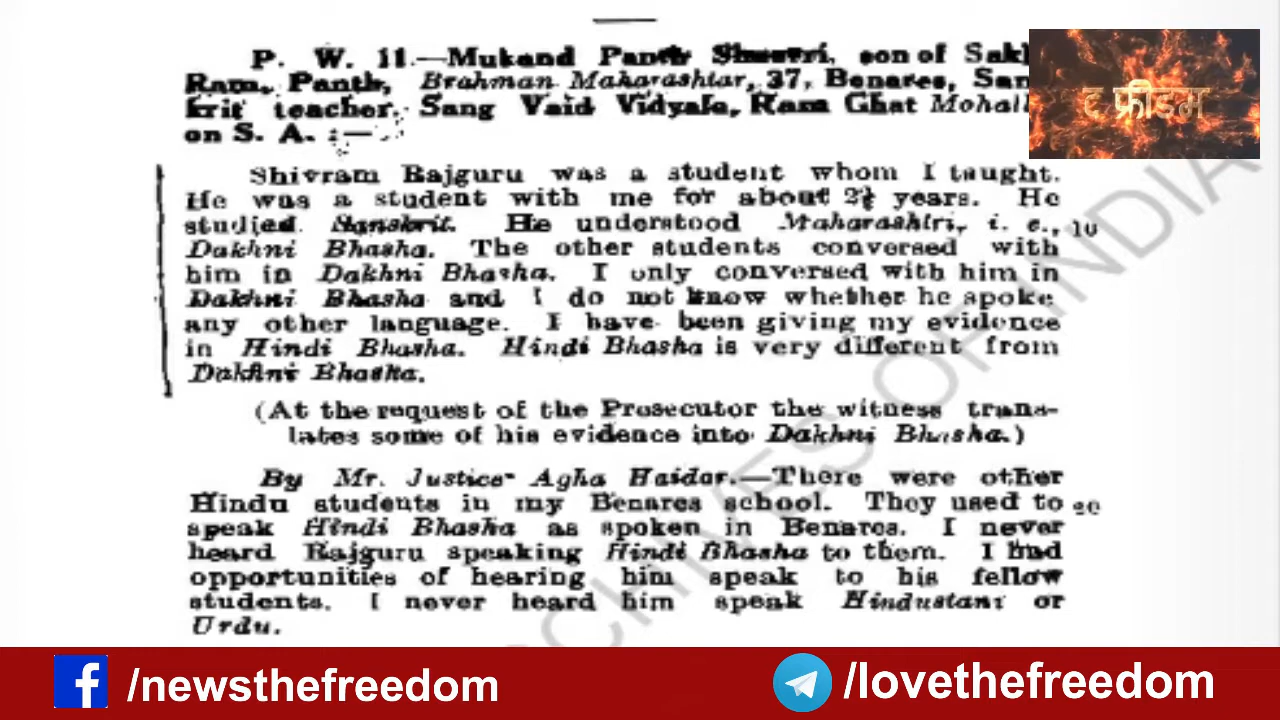 P. W. 11.—Mukand Panth Shastri, son of Sakh
Ram, Panth, Brahman Maharashtar, 37, Benares, San
krit teacher, Sang Vaid Vidyala, Ram Ghat Mohall
on S. A. :—
Shivram Rajguru was a student whom I taught.
He was a student with me for about 2½ years. He
studied Sanskrit. He understood Maharashtri, i. e., 10
Dakhni Bhasha. The other students conversed with
him in Dakhni Bhasha. I only conversed with him in
Dakhni Bhasha and I do not know whether he spoke
any other language. I have been giving my evidence
in Hindi Bhasha. Hindi Bhasha is very different from
Dakhni Bhasha.
(At the request of the Prosecutor the witness trans-
lates some of his evidence into Dakhni Bhasha.)
By Mr. Justice Agha Haidar.—There were other
Hindu students in my Benares school. They used to 20
speak Hindi Bhasha as spoken in Benares. I never
heard Rajguru speaking Hindi Bhasha to them. I had
opportunities of hearing him speak to his fellow
students. I never heard him speak Hindustani or
Urdu.
द फ्रीडम
CHIVES OF INDIA
/newsthefreedom
/lovethefreedom